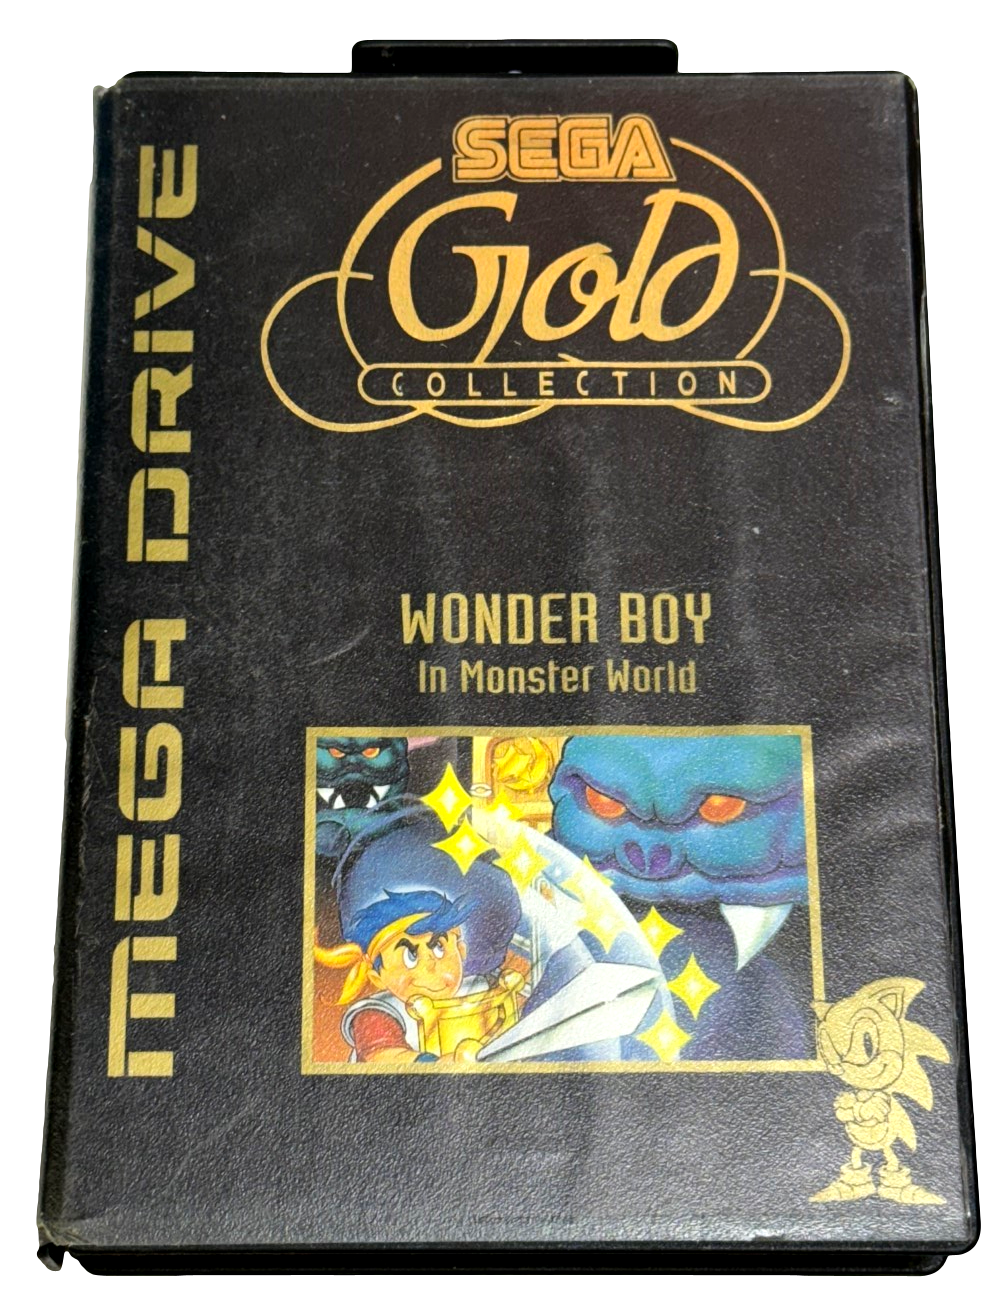 SEGA
Gold
COLLECTION
MEGA DRIVE
WONDER BOY
In Monster World